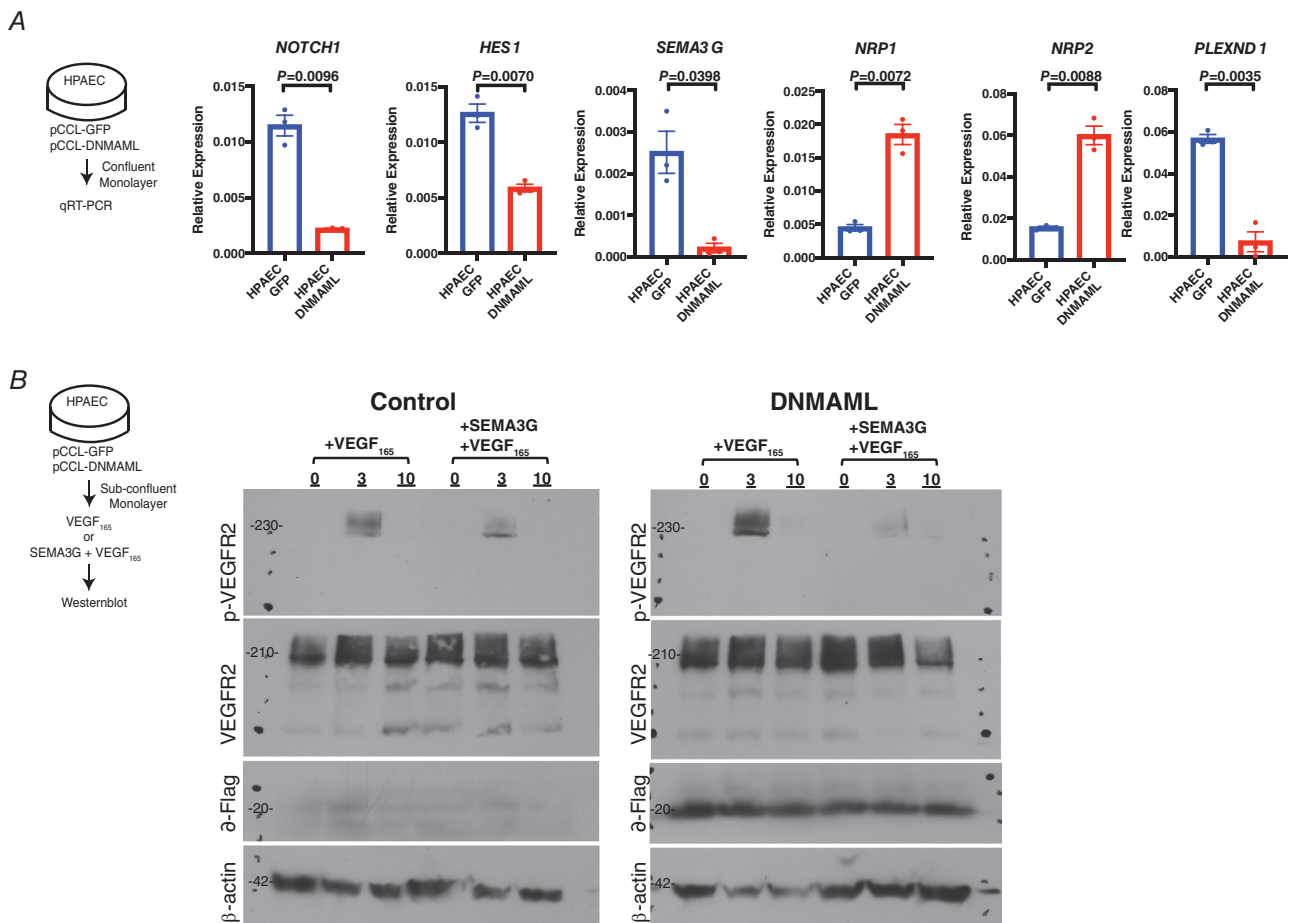 A
HPAEC
pCCL-GFP
pCCL-DNMAML
Confluent
Monolayer
qRT-PCR
NOTCH1
P=0.0096
Relative Expression
0.015
0.010
0.005
0.000
HPAEC
GFP
HPAEC
DNMAML
HES1
P=0.0070
Relative Expression
0.015
0.010
0.005
0.000
HPAEC
GFP
HPAEC
DNMAML
SEMA3 G
P=0.0398
Relative Expression
0.004
0.003
0.002
0.001
0.000
HPAEC
GFP
HPAEC
DNMAML
NRP1
P=0.0072
Relative Expression
0.025
0.020
0.015
0.010
0.005
0.000
HPAEC
GFP
HPAEC
DNMAML
NRP2
P=0.0088
Relative Expression
0.08
0.06
0.04
0.02
0.00
HPAEC
GFP
HPAEC
DNMAML
PLEXND 1
P=0.0035
Relative Expression
0.08
0.06
0.04
0.02
0.00
HPAEC
GFP
HPAEC
DNMAML
B
HPAEC
pCCL-GFP
pCCL-DNMAML
Sub-confluent
Monolayer
VEGF₁₆₅
or
SEMA3G + VEGF₁₆₅
Westernblot
Control
+VEGF₁₆₅
+SEMA3G
+VEGF₁₆₅
0 3 10 0 3 10
p-VEGFR2
-230-
VEGFR2
-210-
∂-Flag
-20-
β-actin
-42-
DNMAML
+VEGF₁₆₅
+SEMA3G
+VEGF₁₆₅
0 3 10 0 3 10
p-VEGFR2
-230-
VEGFR2
-210-
∂-Flag
-20-
β-actin
-42-